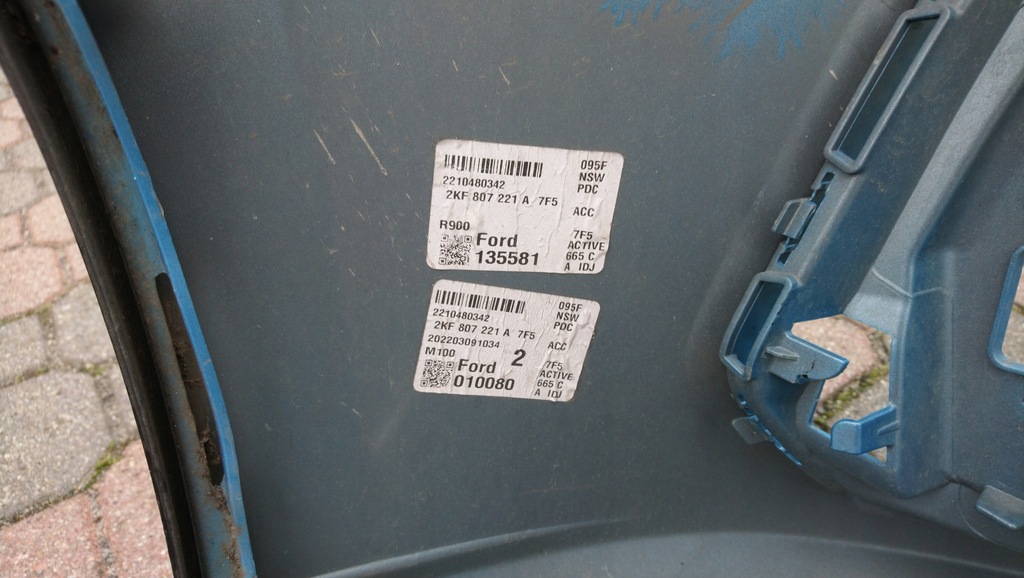 2210480342
2KF 807 221 A 7F5
R900
Ford
135581
095F
NSW
PDC
ACC
7F5
ACTIVE
665 C
A IDJ
2210480342
2KF 807 221 A 7F5
202203091034
M100
Ford 2
010080
095F
NSW
PDC
ACC
7F5
ACTIVE
665 C
A IDJ